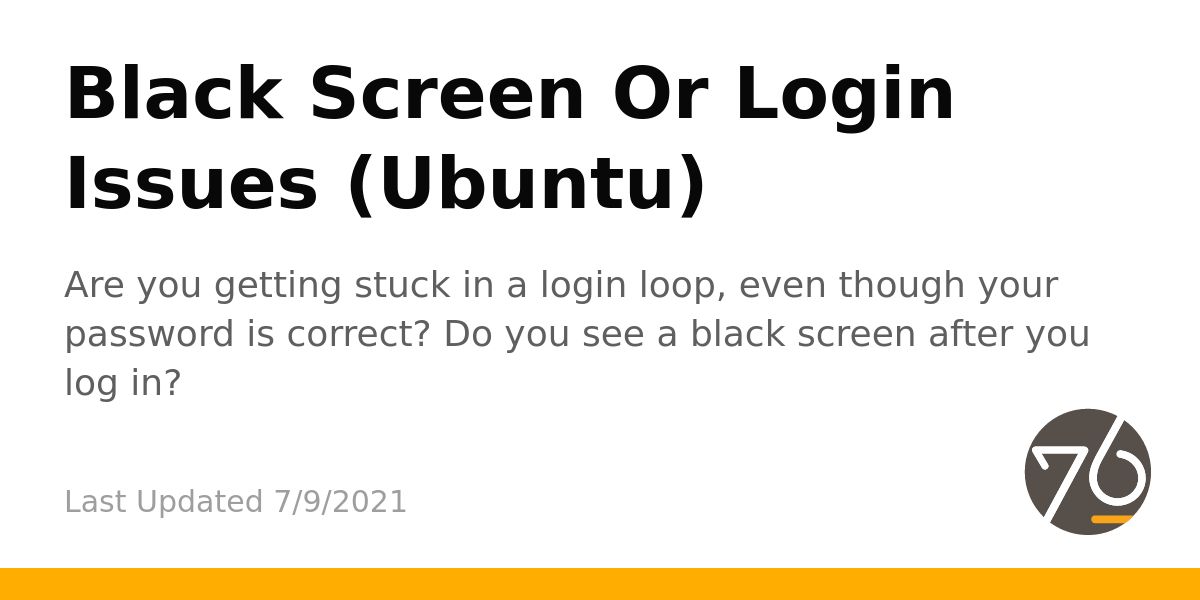 Black Screen Or Login
Issues (Ubuntu)
Are you getting stuck in a login loop, even though your
password is correct? Do you see a black screen after you
log in?
Last Updated 7/9/2021
76